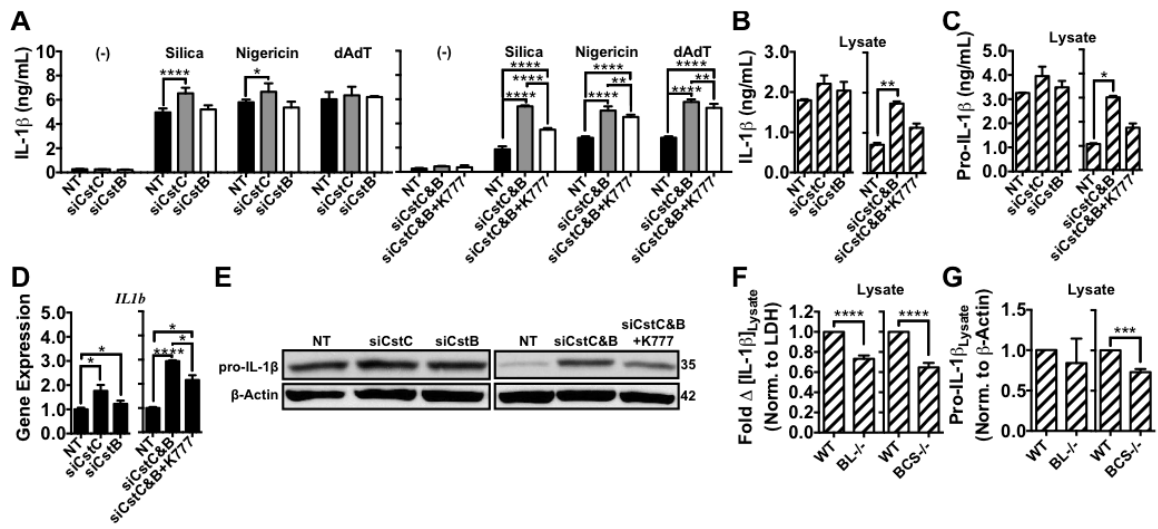 A
IL-1β (ng/mL)
10
8
6
4
2
0
(-)
Silica
Nigericin
dAdT
**** *
NT siCstC siCstB NT siCstC siCstB NT siCstC siCstB NT siCstC siCstB
(-)
Silica
Nigericin
dAdT
**** **** ****
**** ** **
**** **** ****
NT siCstC&B siCstC&B+K777 NT siCstC&B siCstC&B+K777 NT siCstC&B siCstC&B+K777 NT siCstC&B siCstC&B+K777
B
Lysate
IL-1β (ng/mL)
3.0
2.0
1.0
0.0
**
NT siCstC siCstB NT siCstC&B siCstC&B+K777
C
Lysate
Pro-IL-1β (ng/mL)
5.0
4.0
3.0
2.0
1.0
0.0
*
NT siCstC siCstB NT siCstC&B siCstC&B+K777
D
IL1b
Gene Expression
5.0
4.0
3.0
2.0
1.0
0.0
* *
* * ****
NT siCstC siCstB NT siCstC&B siCstC&B+K777
E
NT siCstC siCstB NT siCstC&B siCstC&B +K777
pro-IL-1β 35
β-Actin 42
F
Lysate
Fold Δ [IL-1β]Lysate
(Norm. to LDH)
1.2
1.0
0.8
0.6
0.4
0.2
0.0
**** ****
WT BL-/- WT BCS-/-
G
Lysate
Pro-IL-1βLysate
(Norm. to β-Actin)
1.5
1.0
0.5
0.0
***
WT BL-/- WT BCS-/-